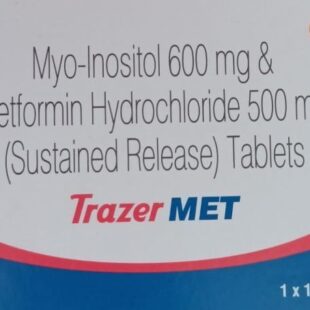 Myo-Inositol 600 mg &
etformin Hydrochloride 500 m
(Sustained Release) Tablets
Trazer MET
1 x 1